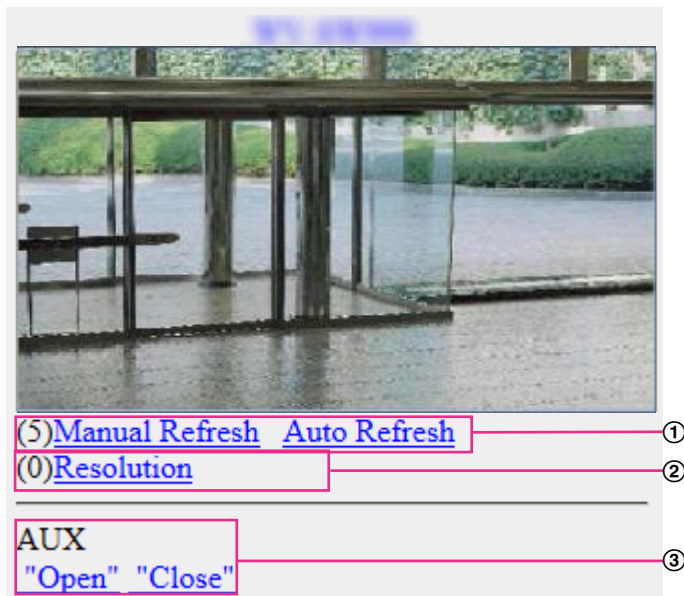 (5)Manual Refresh Auto Refresh
①
(0)Resolution
②
AUX
"Open" "Close"
③